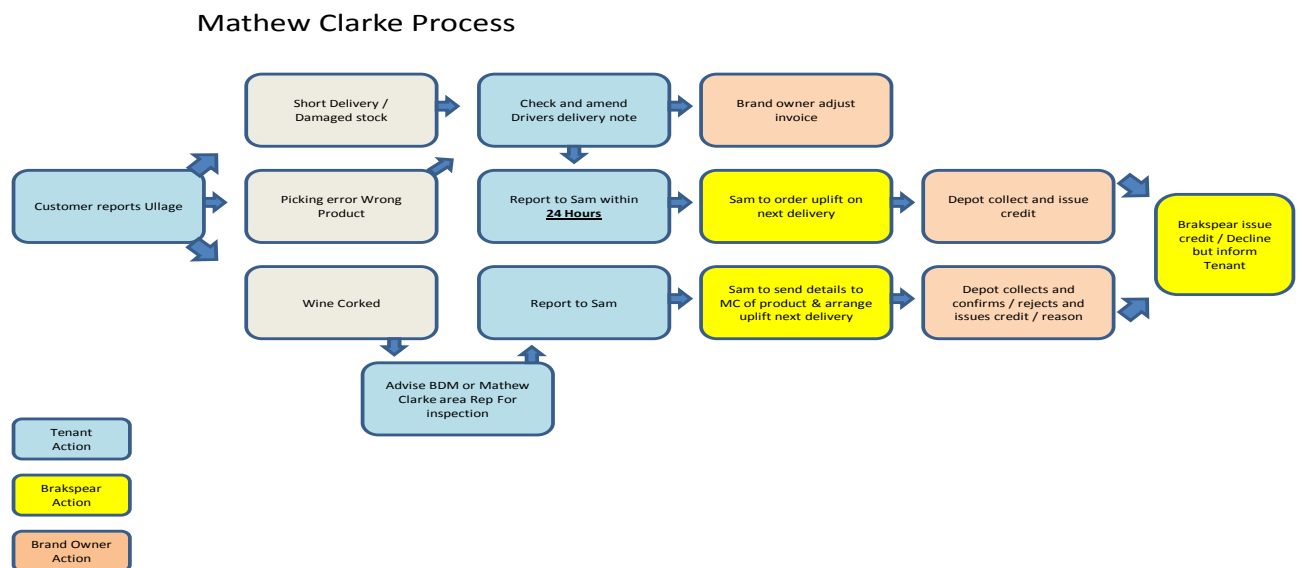 Mathew Clarke Process
Short Delivery /
Damaged stock
Check and amend
Drivers delivery note
Brand owner adjust
invoice
Customer reports Ullage
Picking error Wrong
Product
Report to Sam within
24 Hours
Sam to order uplift on
next delivery
Depot collect and issue
credit
Brakspear issue
credit / Decline
but inform
Tenant
Wine Corked
Report to Sam
Sam to send details to
MC of product & arrange
uplift next delivery
Depot collects and
confirms / rejects and
issues credit / reason
Advise BDM or Mathew
Clarke area Rep For
inspection
Tenant
Action
Brakspear
Action
Brand Owner
Action